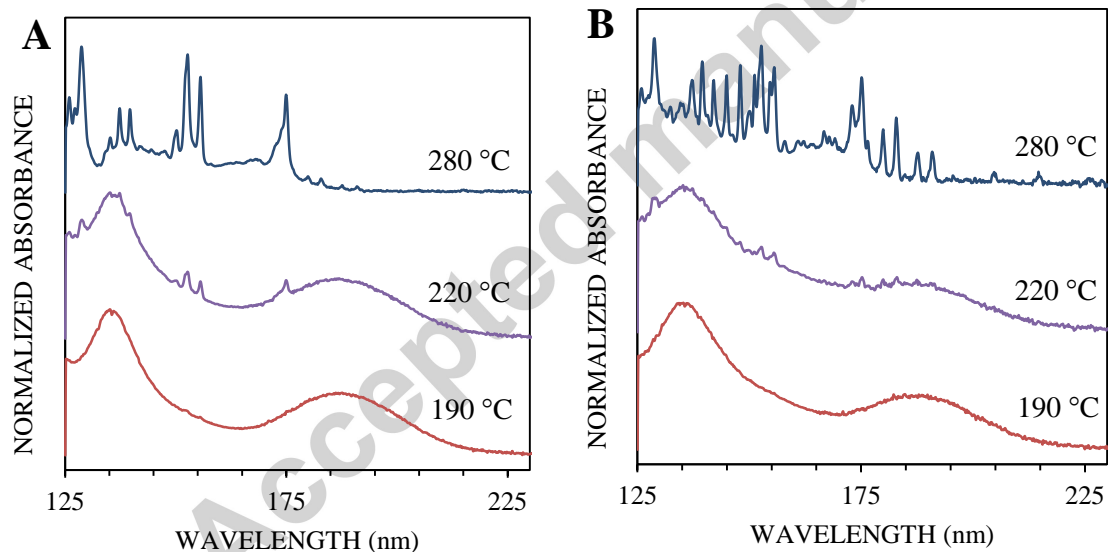 A
NORMALIZED ABSORBANCE
280 °C
220 °C
190 °C
125
175
225
WAVELENGTH (nm)
B
NORMALIZED ABSORBANCE
280 °C
220 °C
190 °C
125
175
225
WAVELENGTH (nm)
Accepted manu